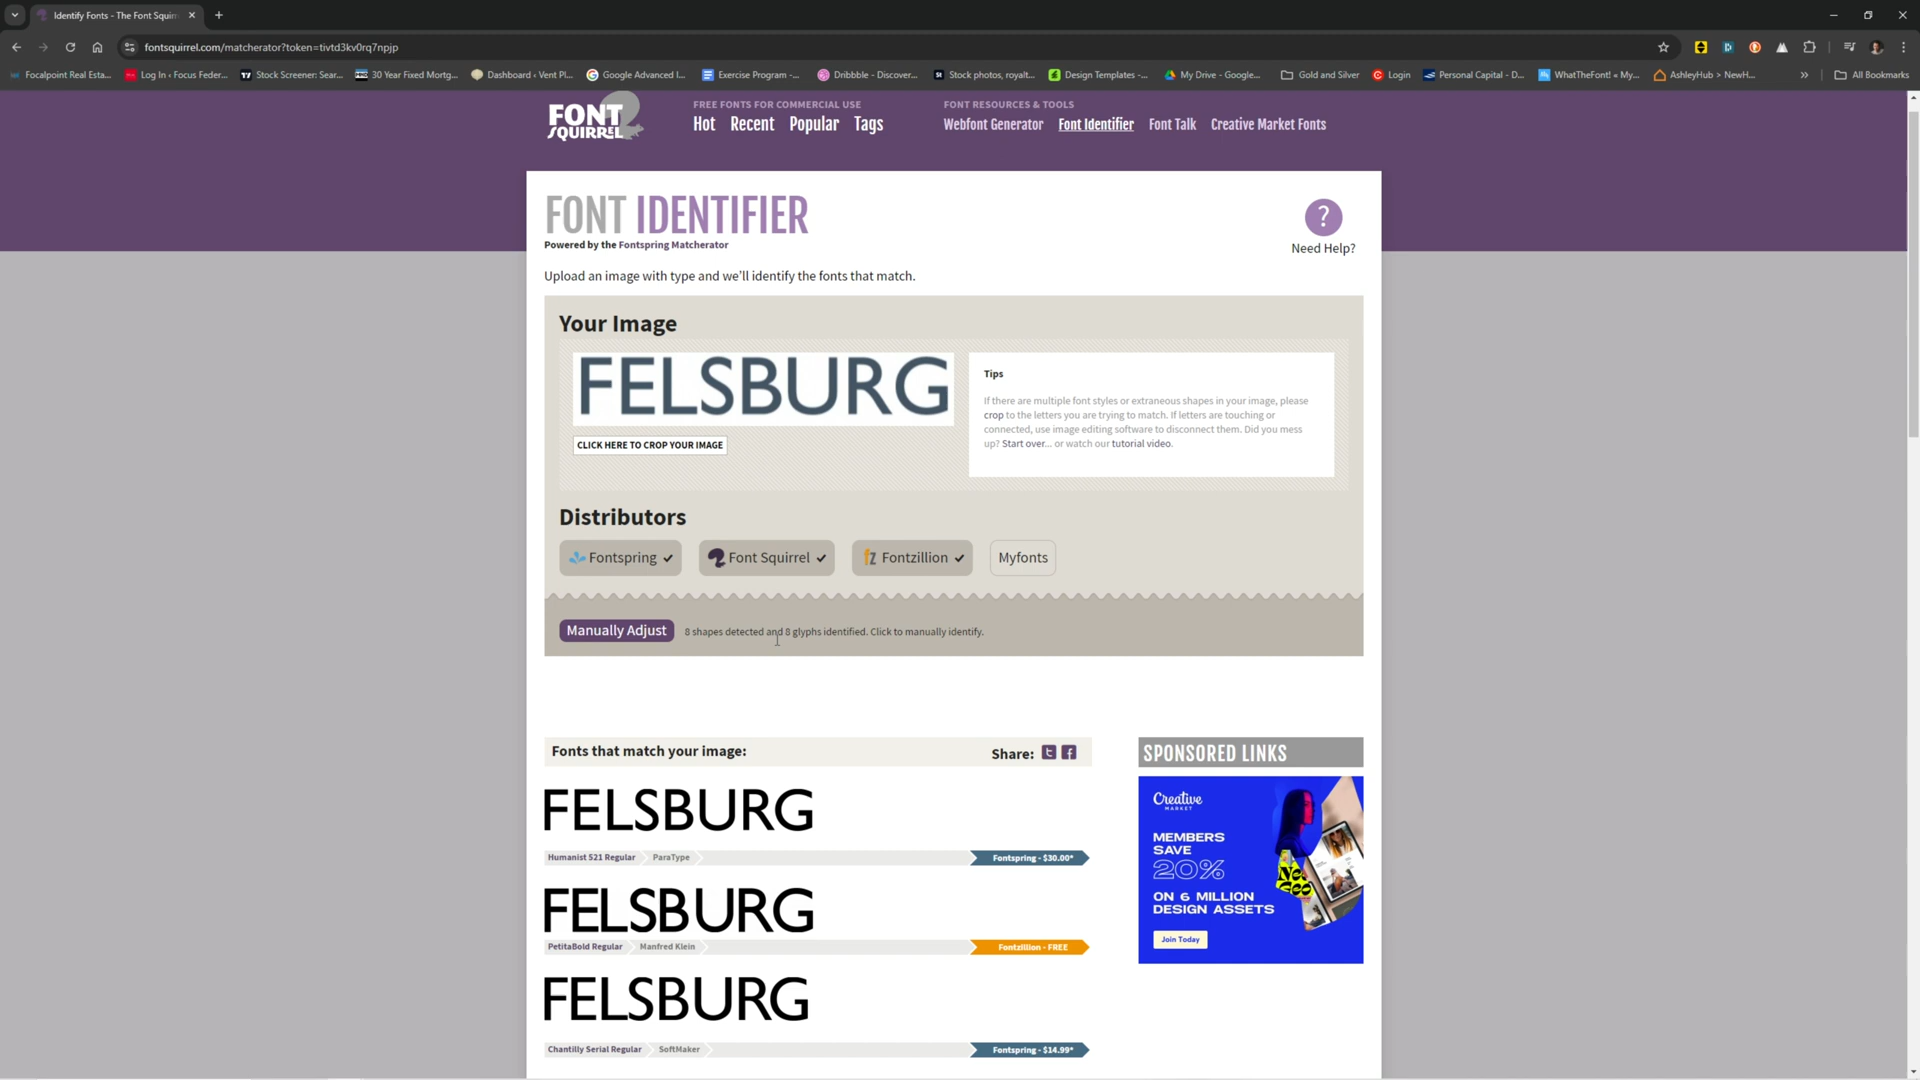 Identify Fonts - The Font Squirr
fontsquirrel.com/matcherator?token=tivtd3kv0rq7npjp
Focalpoint Real Esta...
Log In ‹ Focus Feder...
Stock Screener: Sear...
30 Year Fixed Mortg...
Dashboard ‹ Vent Pl...
Google Advanced I...
Exercise Program -...
Dribbble - Discover...
Stock photos, royalt...
Design Templates -...
My Drive - Google...
Gold and Silver
Login
Personal Capital - D...
WhatTheFont! « My...
AshleyHub > NewH...
All Bookmarks
FONT SQUIRREL
FREE FONTS FOR COMMERCIAL USE
Hot Recent Popular Tags
FONT RESOURCES & TOOLS
Webfont Generator Font Identifier Font Talk Creative Market Fonts
FONT IDENTIFIER
Powered by the Fontspring Matcherator
?
Need Help?
Upload an image with type and we'll identify the fonts that match.
Your Image
FELSBURG
CLICK HERE TO CROP YOUR IMAGE
Tips
If there are multiple font styles or extraneous shapes in your image, please
crop to the letters you are trying to match. If letters are touching or
connected, use image editing software to disconnect them. Did you mess
up? Start over... or watch our tutorial video.
Distributors
Fontspring
Font Squirrel
fz Fontzillion
Myfonts
Manually Adjust
8 shapes detected and 8 glyphs identified. Click to manually identify.
Fonts that match your image:
Share:
FELSBURG
Humanist 521 Regular ParaType Fontspring - $30.00*
FELSBURG
PetitaBold Regular Manfred Klein Fontzillion - FREE
FELSBURG
Chantilly Serial Regular SoftMaker Fontspring - $14.99*
SPONSORED LINKS
Creative
MARKET
MEMBERS
SAVE
20%
ON 6 MILLION
DESIGN ASSETS
Join Today